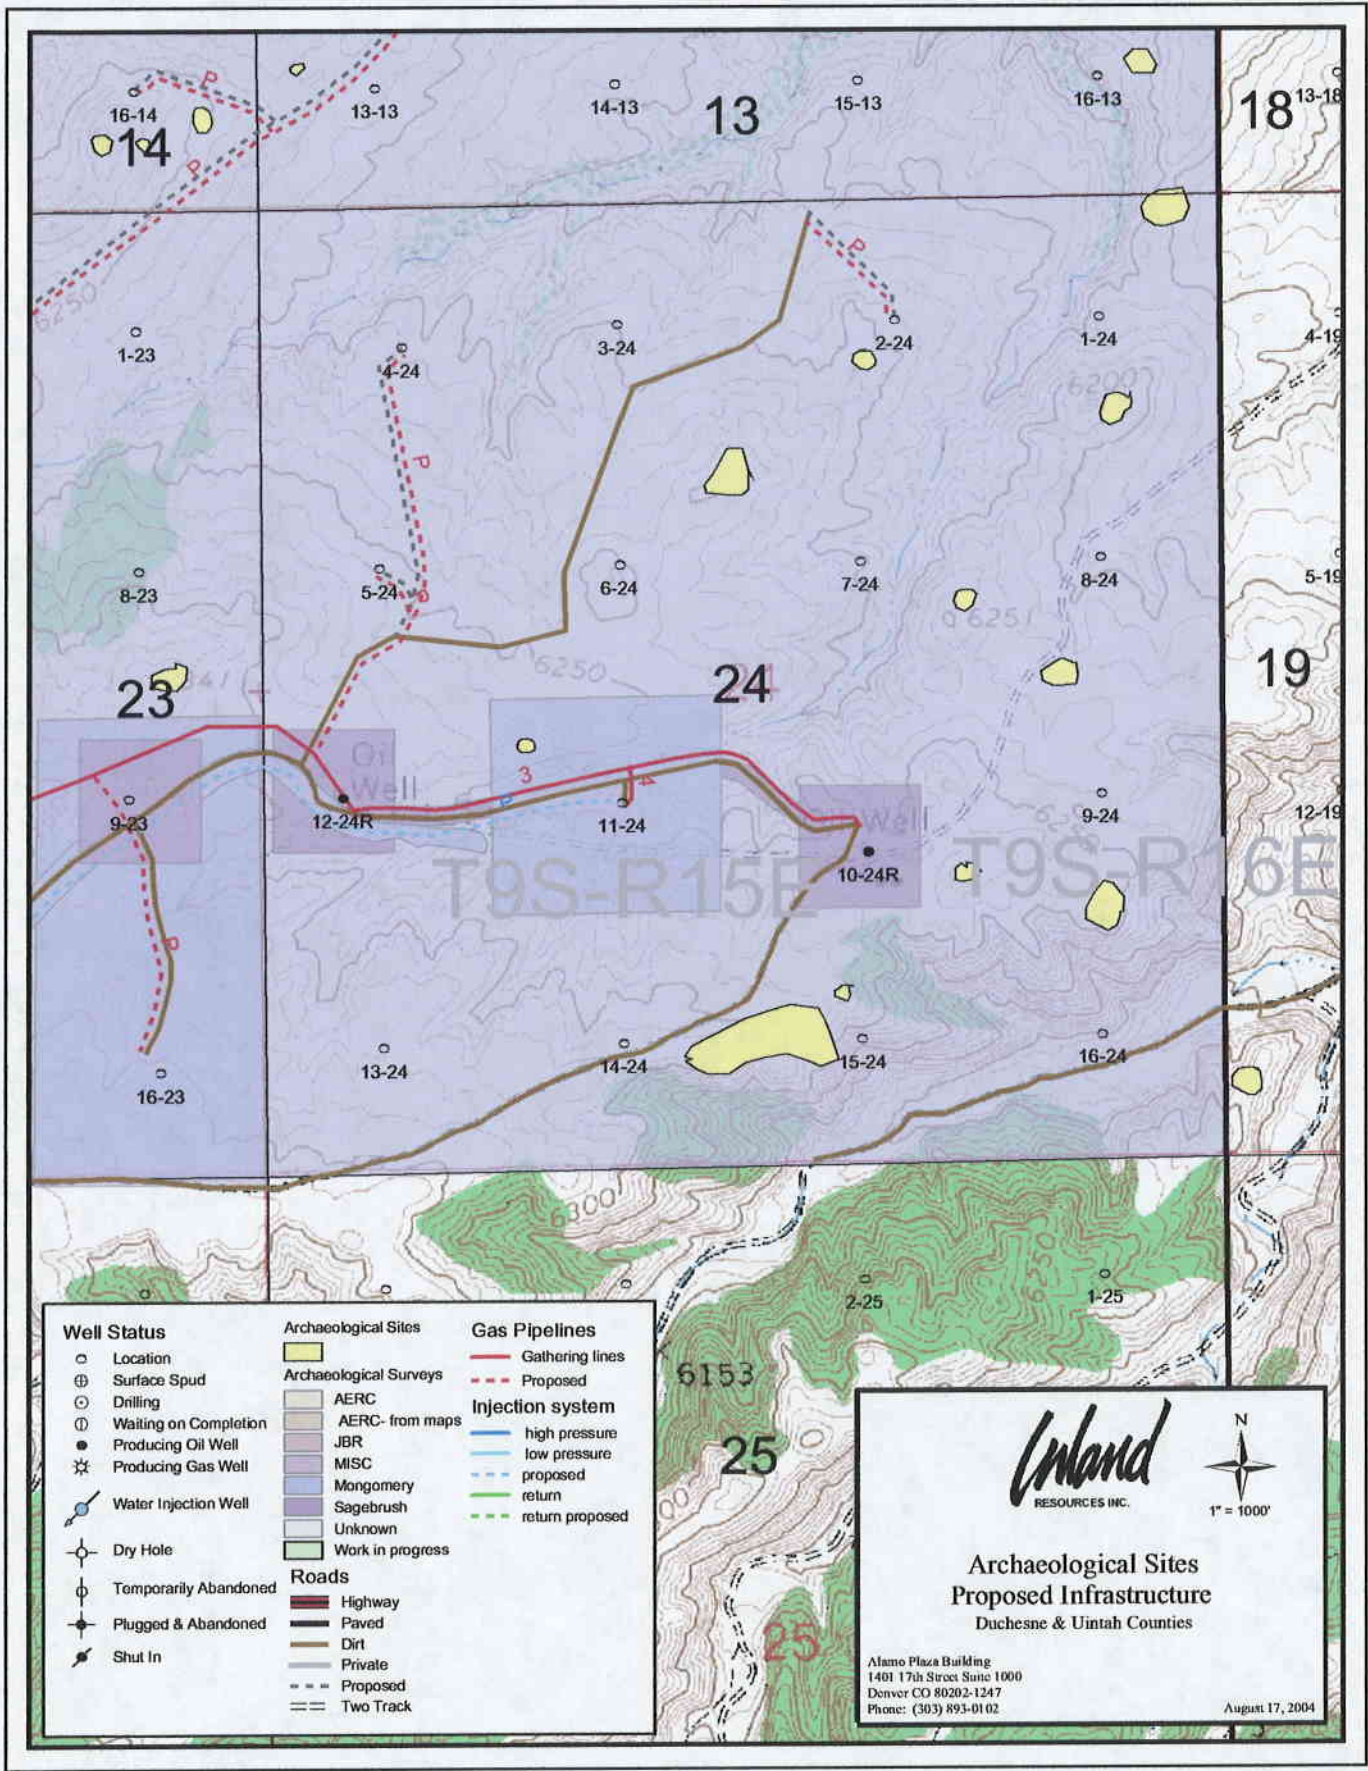 16-14
P
14
P
13-13
14-13
13
15-13
16-13
18
13-18
6250
1-23
4-24
3-24
P
2-24
1-24
4-19
6200
P
8-23
5-24
P
6-24
7-24
8-24
5-19
6251
6250
23
24
24
19
Oil
Well
3
P
4
9-23
12-24R
11-24
Well
10-24R
9-24
12-19
T9S-R15E
T9S-R16E
P
16-23
13-24
14-24
15-24
16-24
6300
6250
2-25
1-25
6153
25
25
Well Status
Location
Surface Spud
Drilling
Waiting on Completion
Producing Oil Well
Producing Gas Well
Water Injection Well
Dry Hole
Temporarily Abandoned
Plugged & Abandoned
Shut In
Archaeological Sites
Archaeological Surveys
AERC
AERC- from maps
JBR
MISC
Mongomery
Sagebrush
Unknown
Work in progress
Roads
Highway
Paved
Dirt
Private
Proposed
Two Track
Gas Pipelines
Gathering lines
Proposed
Injection system
high pressure
low pressure
proposed
return
return proposed
Inland
RESOURCES INC.
N
1" = 1000'
Archaeological Sites
Proposed Infrastructure
Duchesne & Uintah Counties
Alamo Plaza Building
1401 17th Street Suite 1000
Denver CO 80202-1247
Phone: (303) 893-0102
August 17, 2004